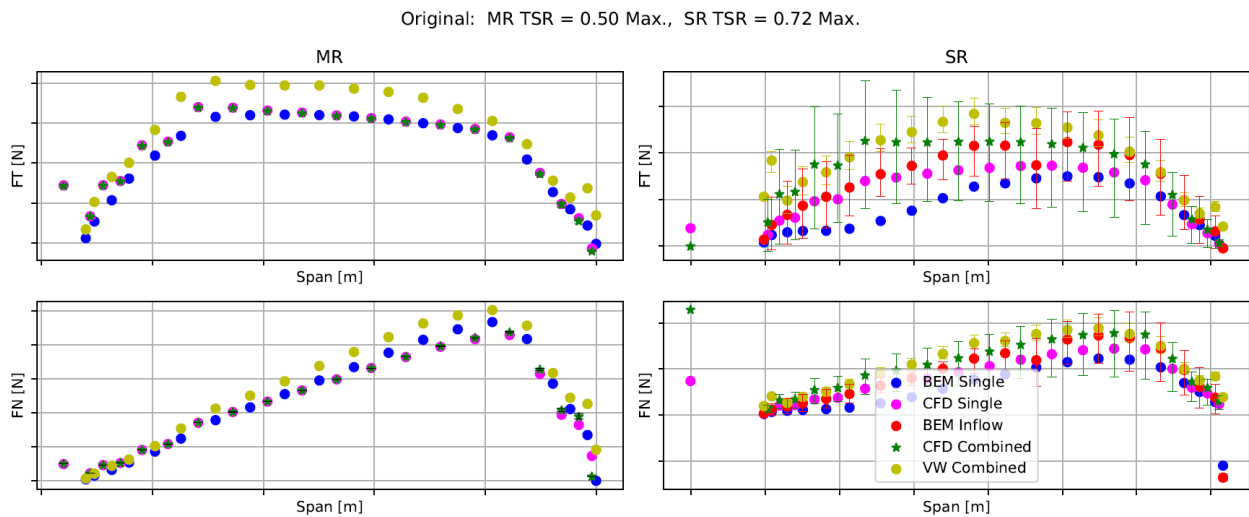 Original:  MR TSR = 0.50 Max.,  SR TSR = 0.72 Max.
MR
SR
FT [N]
FT [N]
Span [m]
Span [m]
FN [N]
FN [N]
BEM Single
CFD Single
BEM Inflow
CFD Combined
VW Combined
Span [m]
Span [m]